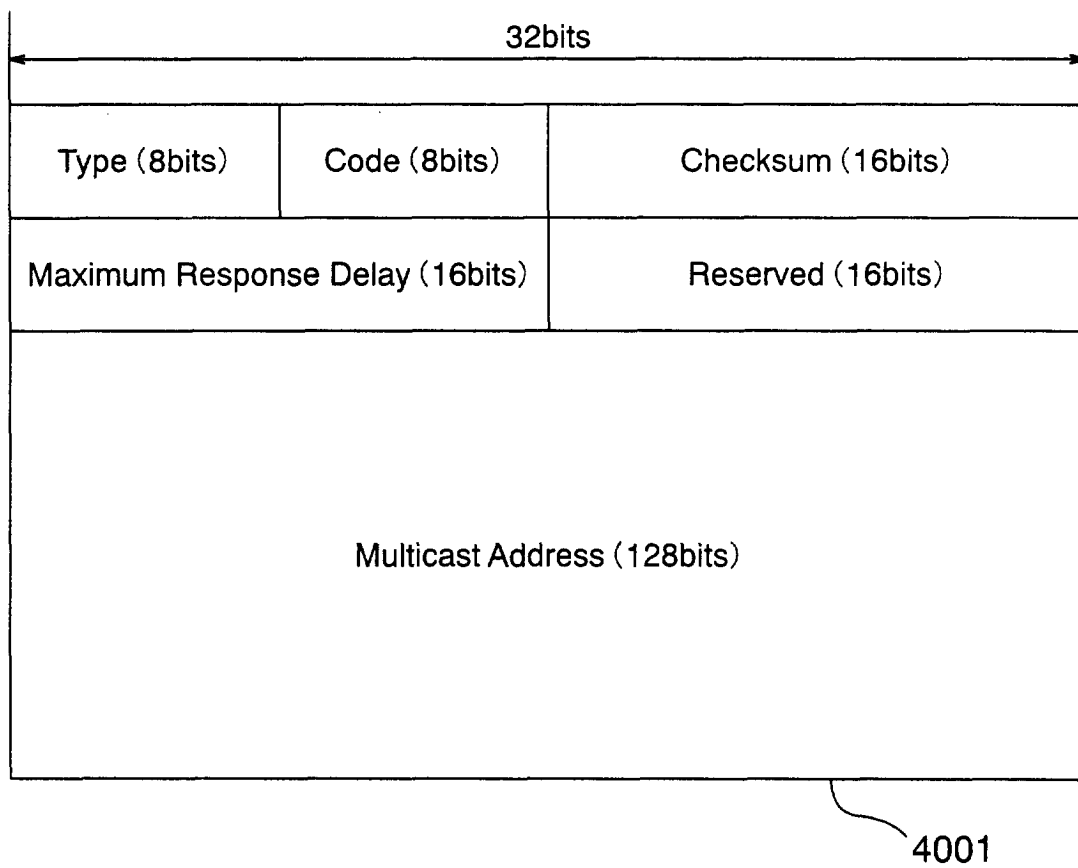 32bits
Type (8bits) Code (8bits) Checksum (16bits)
Maximum Response Delay (16bits) Reserved (16bits)
Multicast Address (128bits)
4001